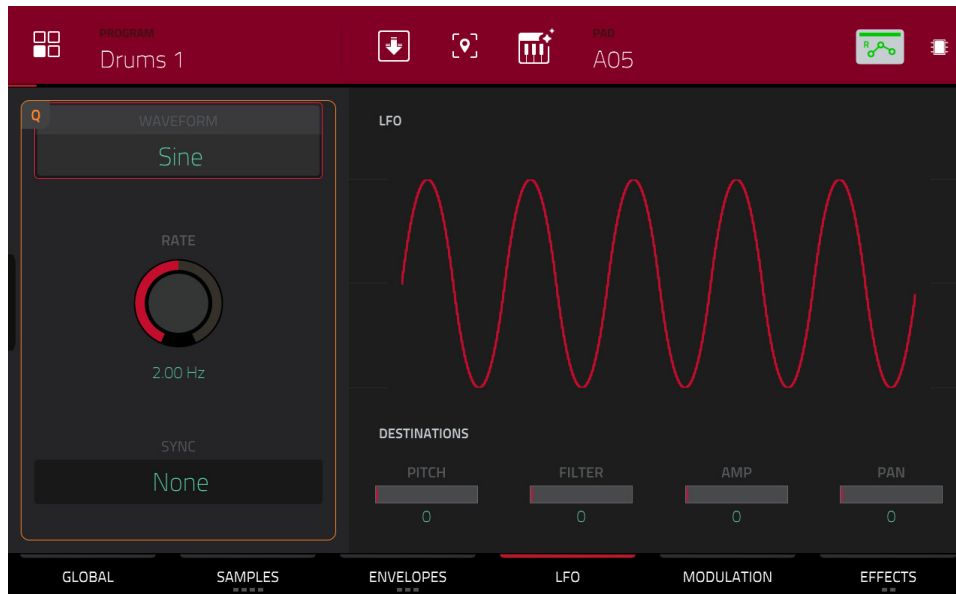 PROGRAM
Drums 1
PAD
A05
R
Q
WAVEFORM
Sine
RATE
2.00 Hz
SYNC
None
LFO
DESTINATIONS
PITCH FILTER AMP PAN
0 0 0 0
GLOBAL SAMPLES ENVELOPES LFO MODULATION EFFECTS